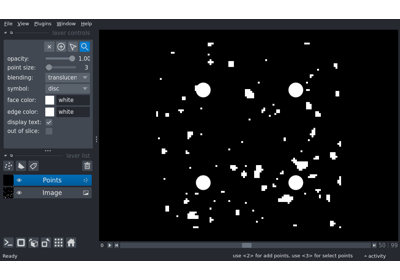 File View Plugins Window Help
layer controls
opacity: 1.00
point size: 3
blending: translucen
symbol: disc
face color: white
edge color: white
display text:
out of slice:
layer list
Points
Image
0 50 99
Ready use <2> for add points, use <3> for select points activity